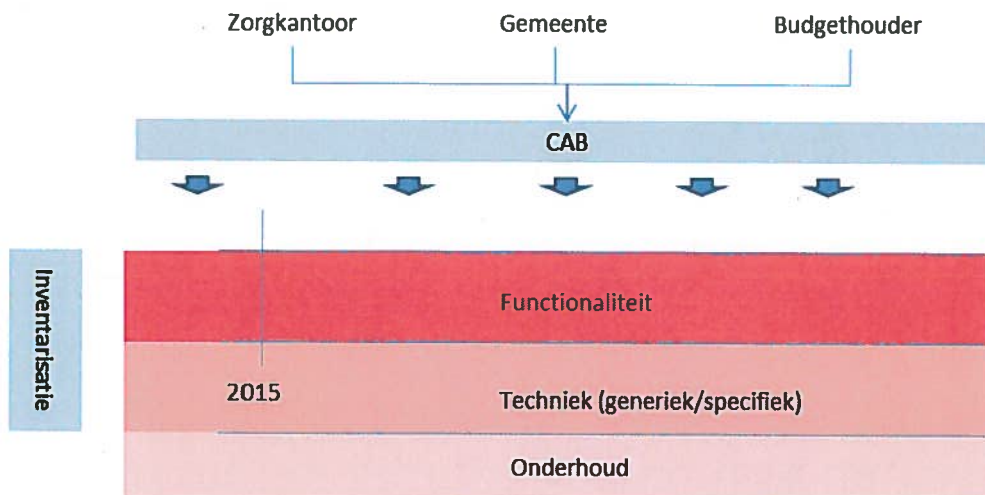 Zorgkantoor Gemeente Budgethouder
CAB
Inventarisatie
Functionaliteit
2015 Techniek (generiek/specifiek)
Onderhoud